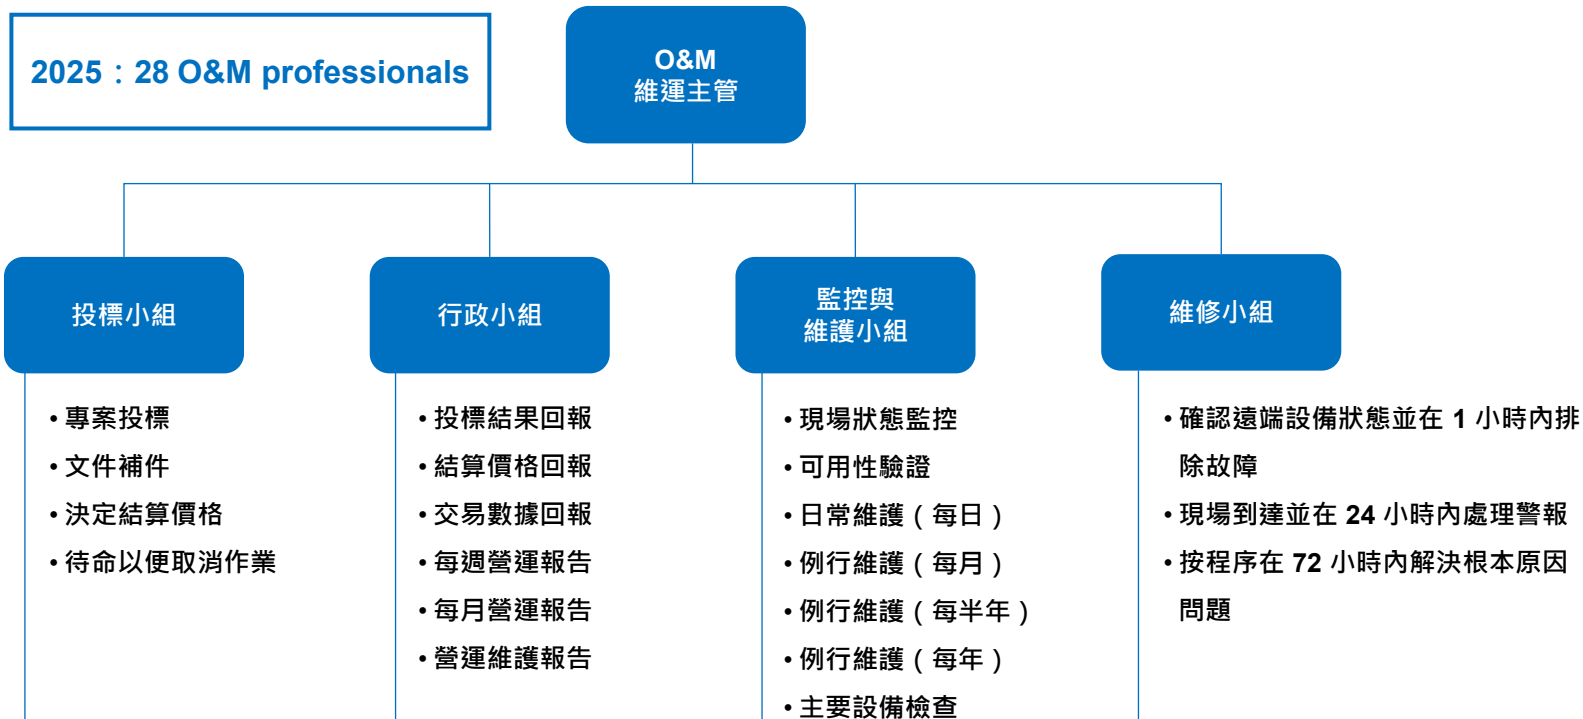 2025：28 O&M professionals
O&M
維運主管
投標小組
• 專案投標
• 文件補件
• 決定結算價格
• 待命以便取消作業
行政小組
• 投標結果回報
• 結算價格回報
• 交易數據回報
• 每週營運報告
• 每月營運報告
• 營運維護報告
監控與
維護小組
• 現場狀態監控
• 可用性驗證
• 日常維護（每日）
• 例行維護（每月）
• 例行維護（每半年）
• 例行維護（每年）
• 主要設備檢查
維修小組
• 確認遠端設備狀態並在 1 小時內排
除故障
• 現場到達並在 24 小時內處理警報
• 按程序在 72 小時內解決根本原因
問題